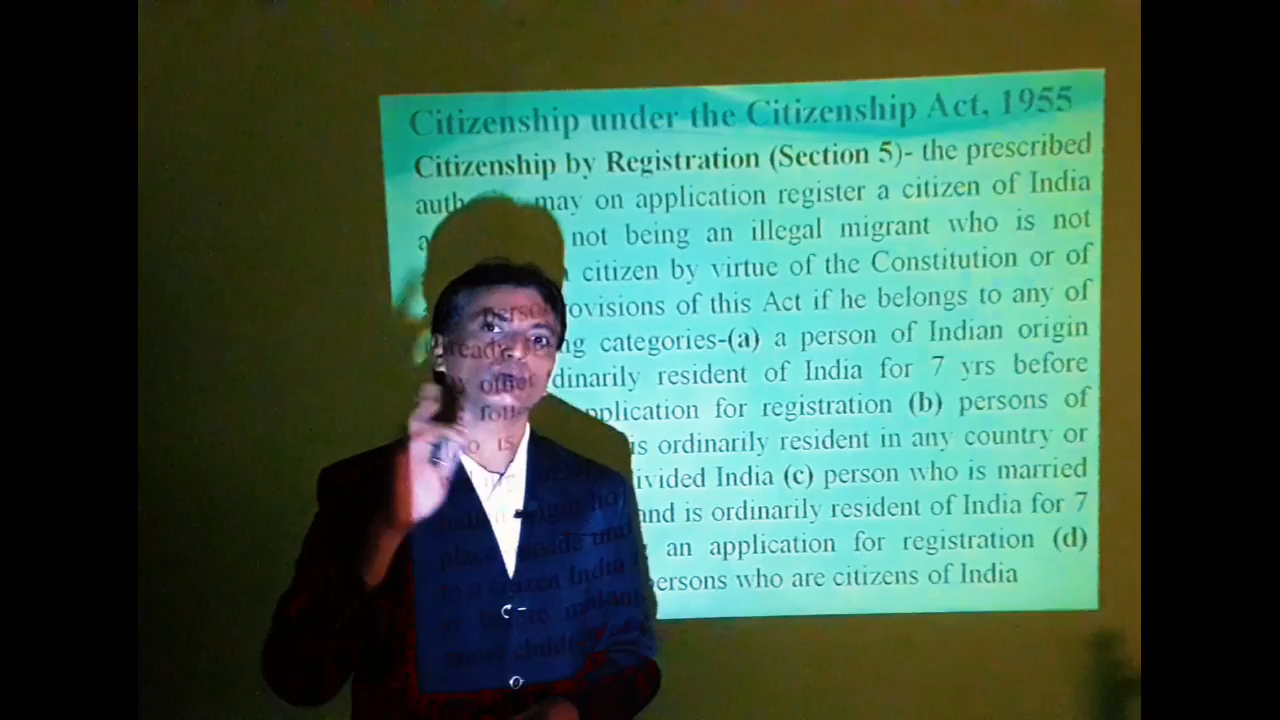 Citizenship under the Citizenship Act, 1955
Citizenship by Registration (Section 5)- the prescribed
may on application register a citizen of India
not being an illegal migrant who is not
citizen by virtue of the Constitution or of
person ovisions of this Act if he belongs to any of
categories-(a) a person of Indian origin
dinarily resident of India for 7 yrs before
plication for registration (b) persons of
is ordinarily resident in any country or
ivided India (c) person who is married
and is ordinarily resident of India for 7
an application for registration (d)
ersons who are citizens of India